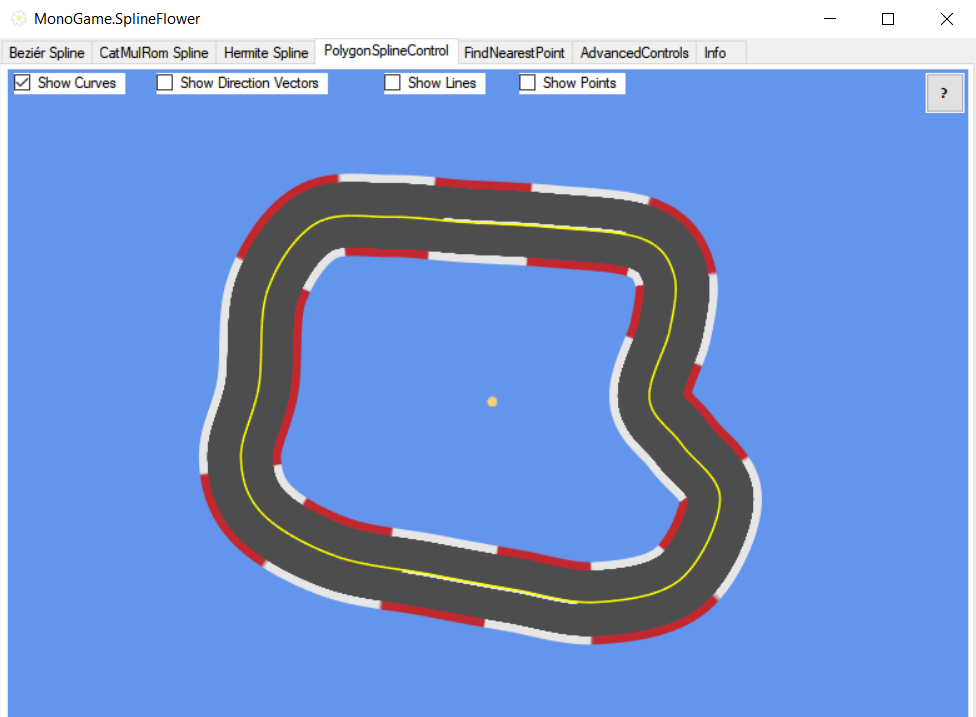 MonoGame.SplineFlower
Beziér Spline CatMulRom Spline Hermite Spline PolygonSplineControl FindNearestPoint AdvancedControls Info
Show Curves Show Direction Vectors Show Lines Show Points ?